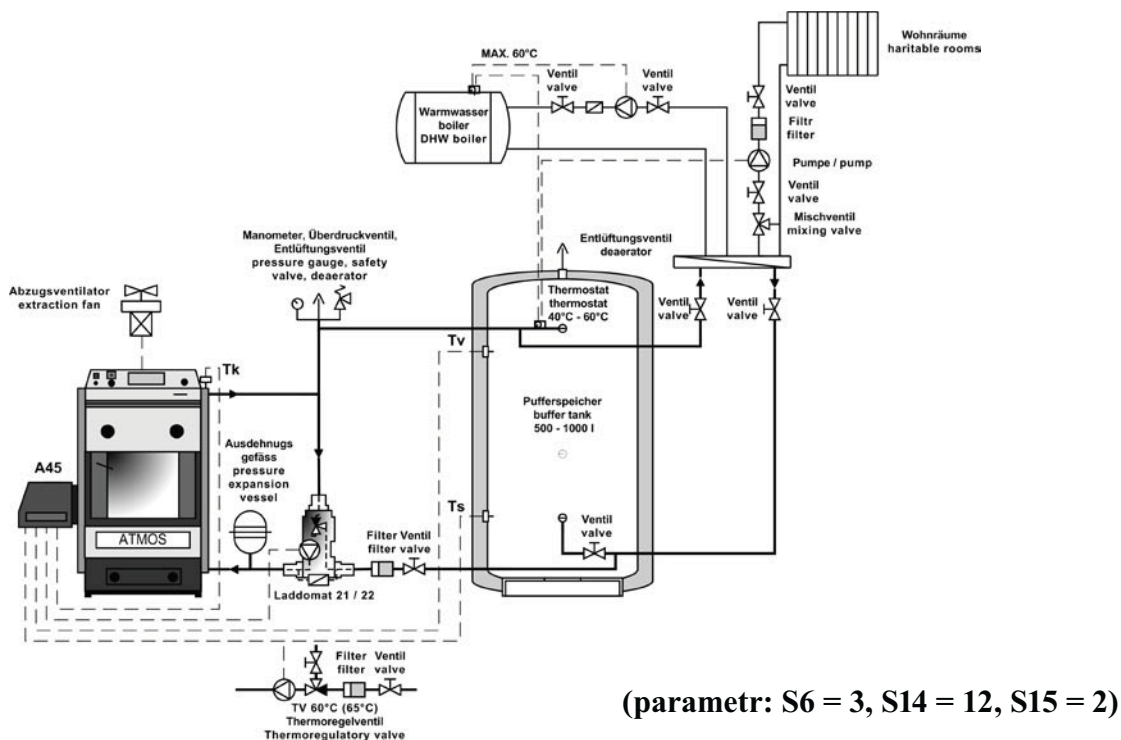 Wohnräume
haritable rooms
MAX. 60°C
Ventil
valve
Ventil
valve
Warmwasser
boiler
DHW boiler
Ventil
valve
Filtr
filter
Pumpe / pump
Ventil
valve
Mischventil
mixing valve
Manometer, Überdruckventil,
Entlüftungsventil
pressure gauge, safety
valve, deaerator
Entlüftungsventil
deaerator
Abzugsventilator
extraction fan
Thermostat
thermostat
40°C - 60°C
Ventil
valve
Ventil
valve
Tv
Tk
Pufferspeicher
buffer tank
500 - 1000 l
Ausdehnugs
gefäss
pressure
expansion
vessel
A45
Ts
Ventil
valve
Filter Ventil
filter valve
ATMOS
Laddomat 21 / 22
Filter Ventil
filter valve
TV 60°C (65°C)
Thermoregelventil
Thermoregulatory valve
(parametr: S6 = 3, S14 = 12, S15 = 2)